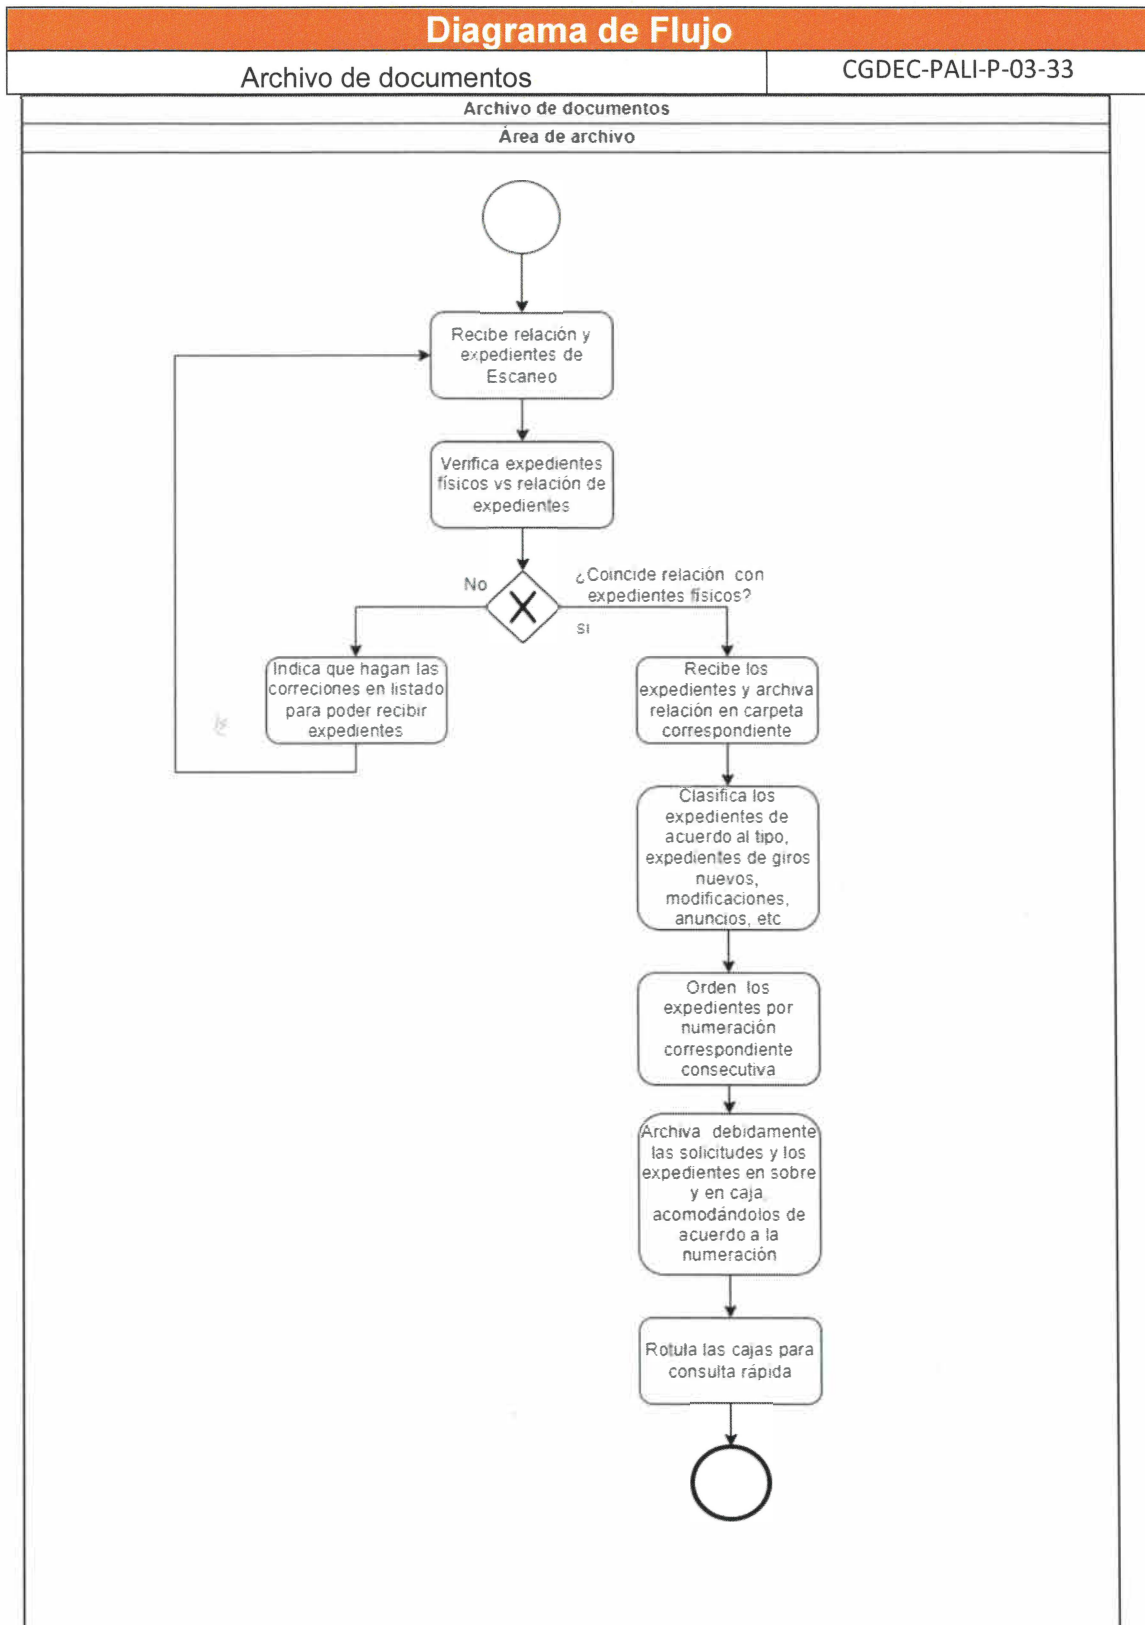 Diagrama de Flujo
Archivo de documentos
CGDEC-PALI-P-03-33
Archivo de documentos
Área de archivo
Recibe relación y
expedientes de
Escaneo
Verifica expedientes
físicos vs relación de
expedientes
No
¿Coincide relación con
expedientes físicos?
SI
Indica que hagan las
correciones en listado
para poder recibir
expedientes
Recibe los
expedientes y archiva
relación en carpeta
correspondiente
Clasifica los
expedientes de
acuerdo al tipo,
expedientes de giros
nuevos,
modificaciones,
anuncios, etc
Orden los
expedientes por
numeración
correspondiente
consecutiva
Archiva debidamente
las solicitudes y los
expedientes en sobre
y en caja
acomodándolos de
acuerdo a la
numeración
Rotula las cajas para
consulta rápida